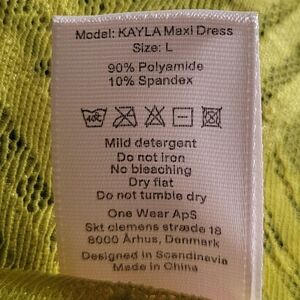 Model: KAYLA Maxi Dress
Size: L
90% Polyamide
10% Spandex
Mild detergent
Do not iron
No bleaching
Dry flat
Do not tumble dry
One Wear ApS
Skt clemens stræde 18
8000 Århus, Denmark
Designed in Scandinavia
Made in China